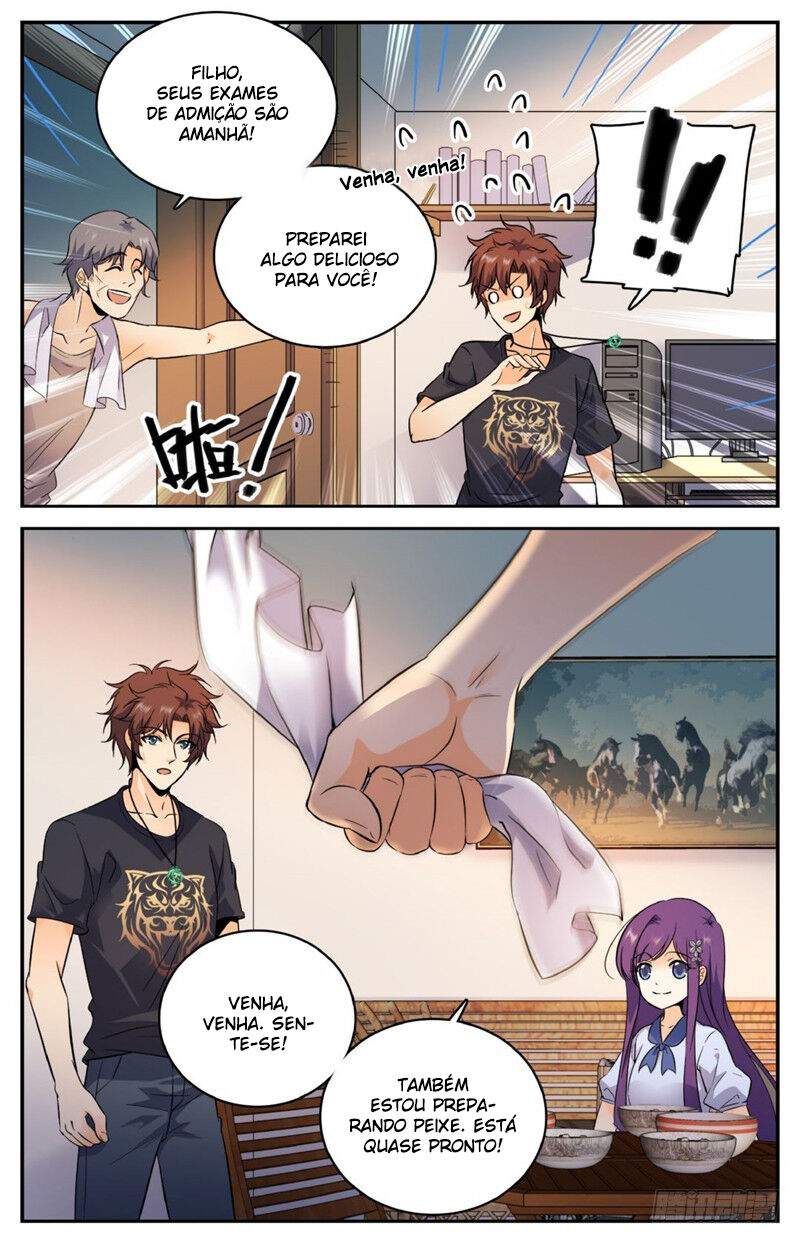 FILHO,
SEUS EXAMES
DE ADMIÇÃO SÃO
AMANHÃ!
Venha, venha!
PREPAREI
ALGO DELICIOSO
PARA VOCÊ!
!!
啪!
VENHA,
VENHA. SEN-
TE-SE!
TAMBÉM
ESTOU PREPA-
RANDO PEIXE. ESTÁ
QUASE PRONTO!